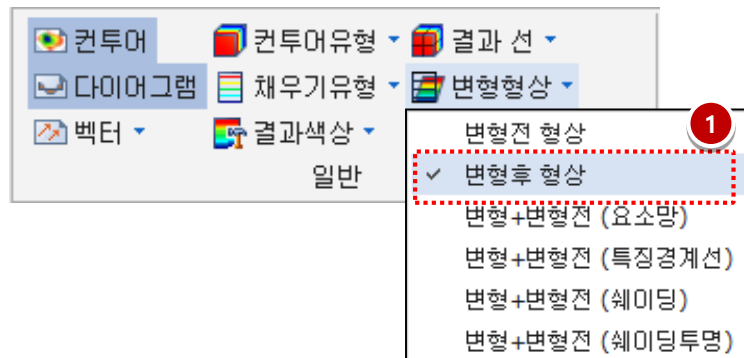 컨투어 컨투어유형 결과 선
다이어그램 채우기유형 변형형상
벡터 결과색상
일반
변형전 형상
1
변형후 형상
변형+변형전 (요소망)
변형+변형전 (특징경계선)
변형+변형전 (쉐이딩)
변형+변형전 (쉐이딩투명)